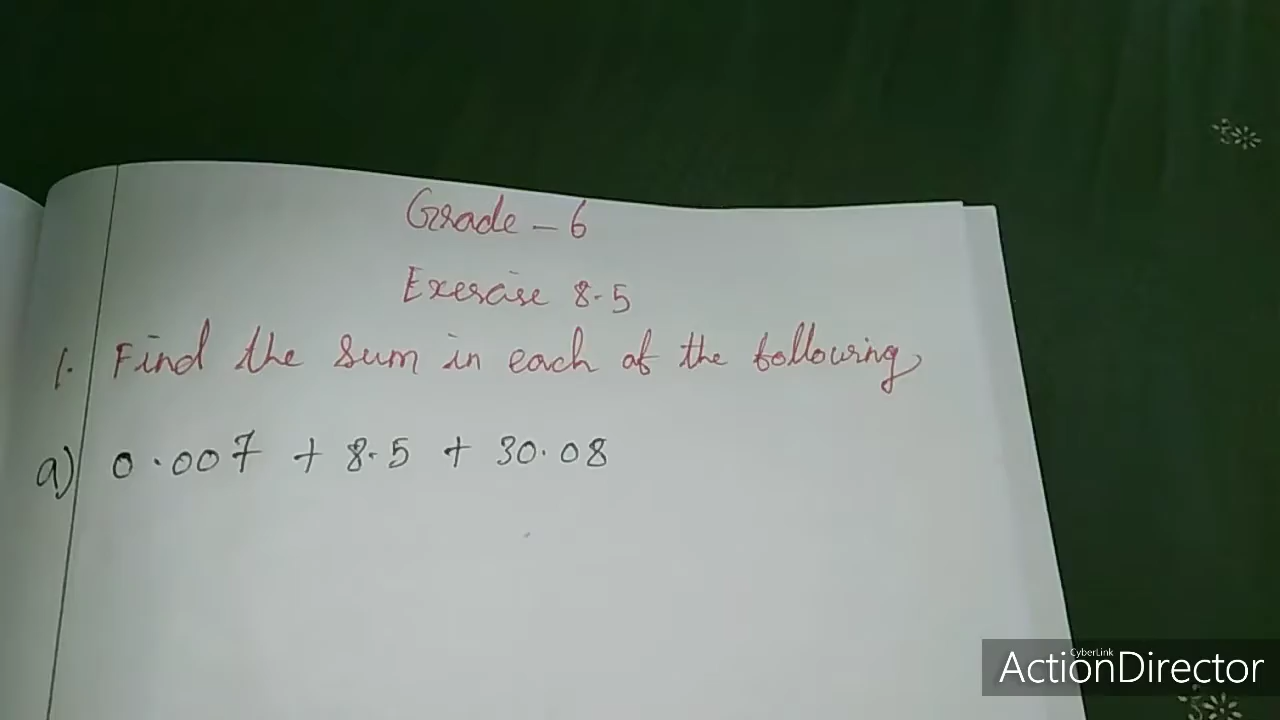 Grade - 6
Exercise 8.5
1. Find the sum in each of the following
a) 0.007 + 8.5 + 30.08
CyberLink
ActionDirector